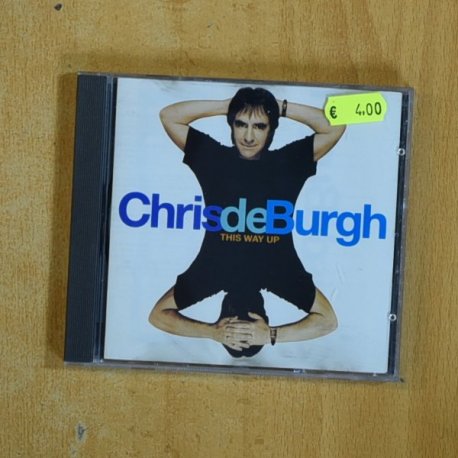 € 4.00
ChrisdeBurgh
THIS WAY UP